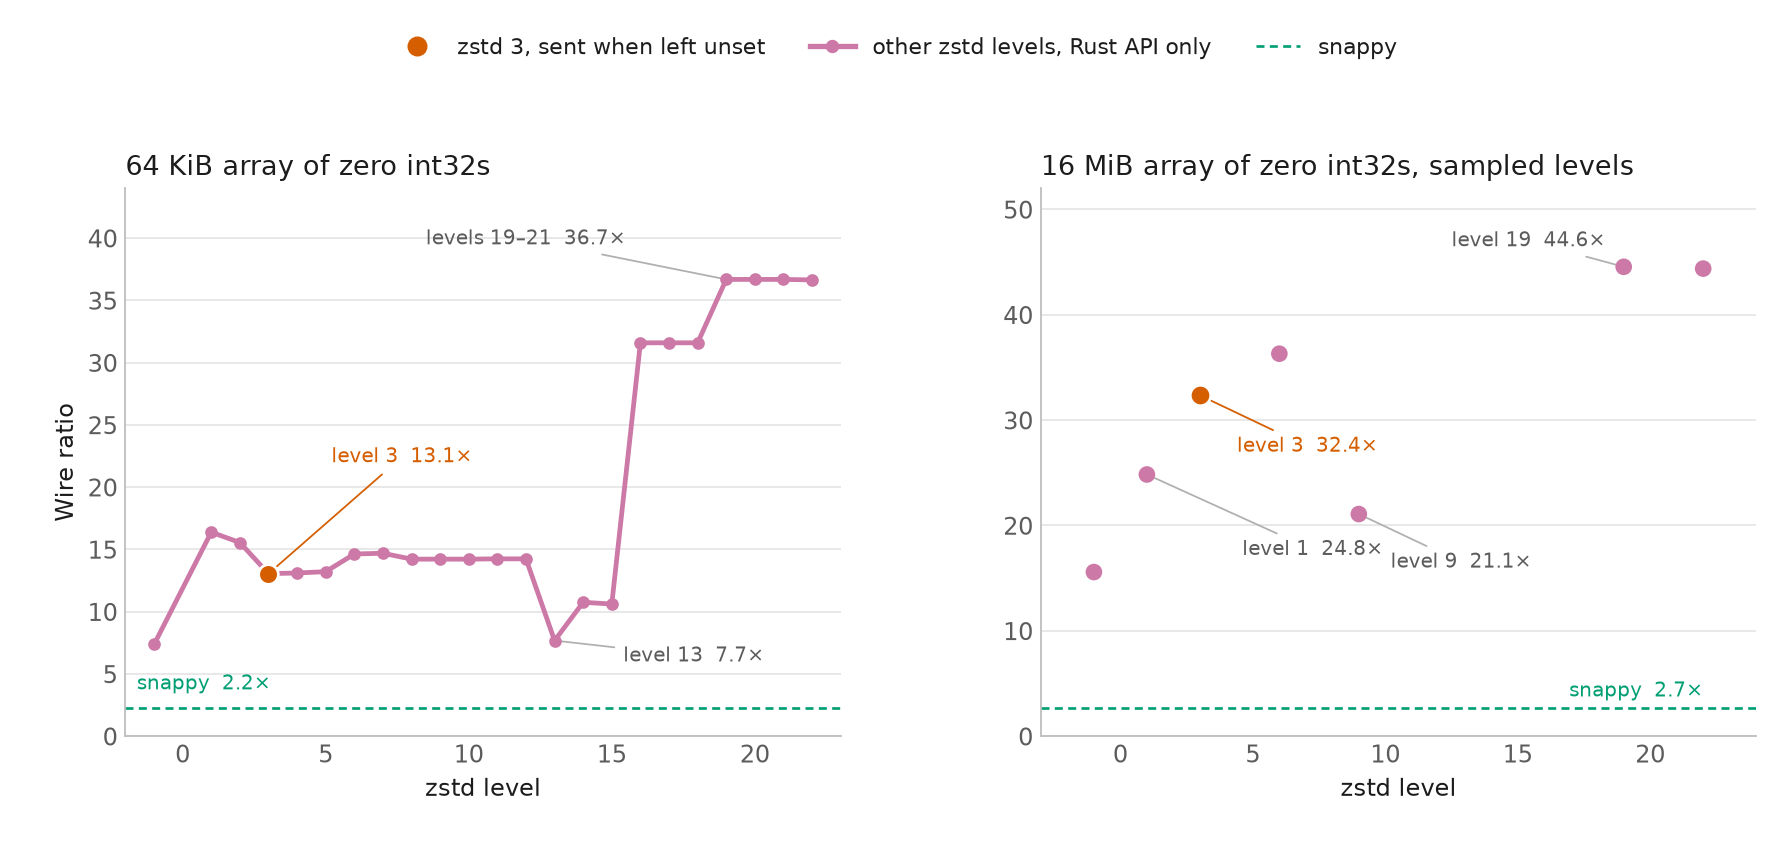 zstd 3, sent when left unset
other zstd levels, Rust API only
snappy
64 KiB array of zero int32s
Wire ratio
40
35
30
25
20
15
10
5
0
levels 19–21  36.7×
level 3  13.1×
level 13  7.7×
snappy  2.2×
0
5
10
15
20
zstd level
16 MiB array of zero int32s, sampled levels
50
40
30
20
10
0
level 19  44.6×
level 3  32.4×
level 1  24.8×
level 9  21.1×
snappy  2.7×
0
5
10
15
20
zstd level